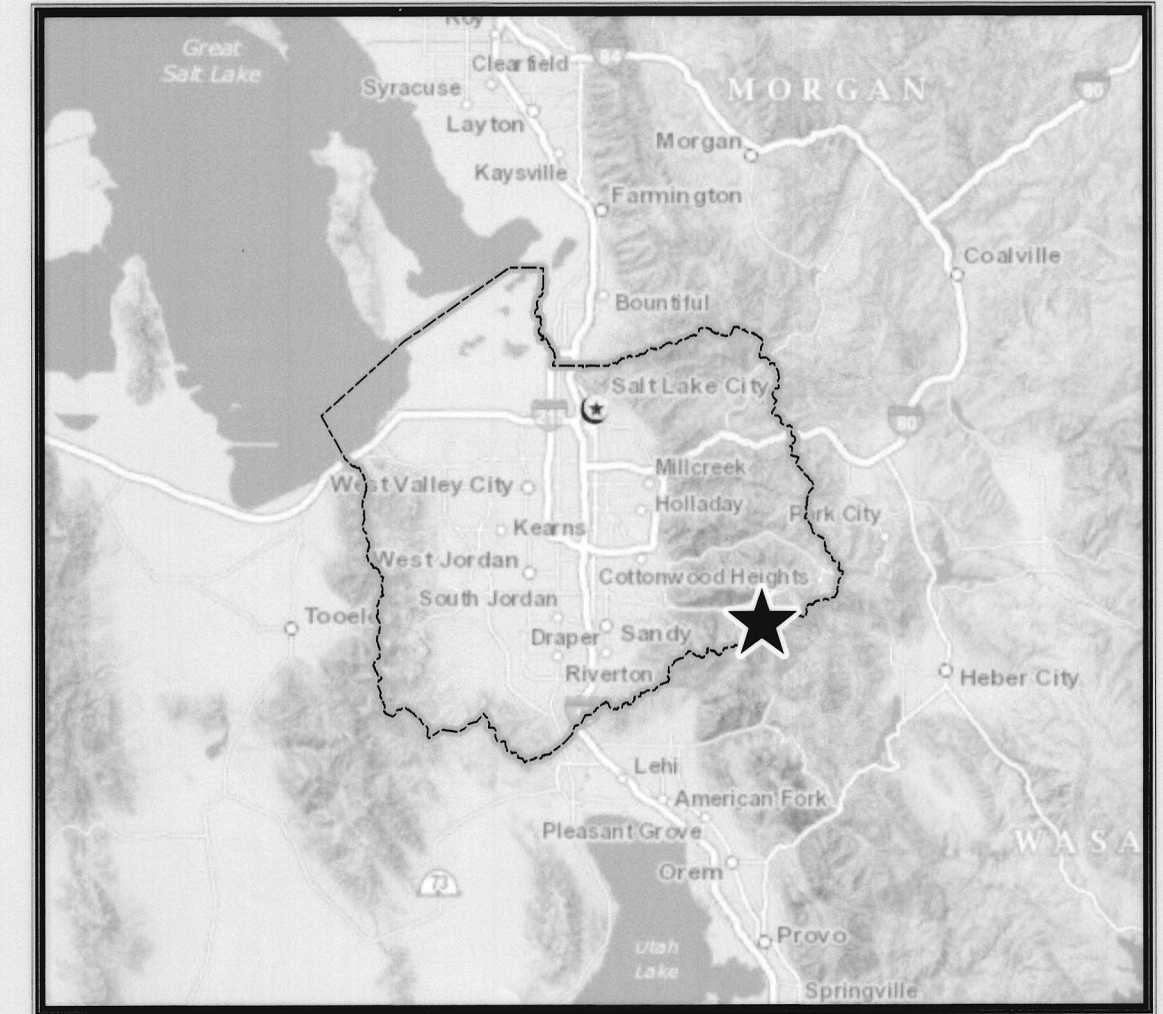 Roy
Great
Salt Lake
Clearfield
84
Syracuse
MORGAN
80
Layton
Morgan
Kaysville
Farmington
Coalville
Bountiful
Salt Lake City
80
Millcreek
West Valley City
Holladay
Park City
Kearns
West Jordan
Cottonwood Heights
South Jordan
Tooele
Draper
Sandy
Riverton
Heber City
Lehi
American Fork
Pleasant Grove
WASA
Orem
73
Provo
Utah
Lake
Springville